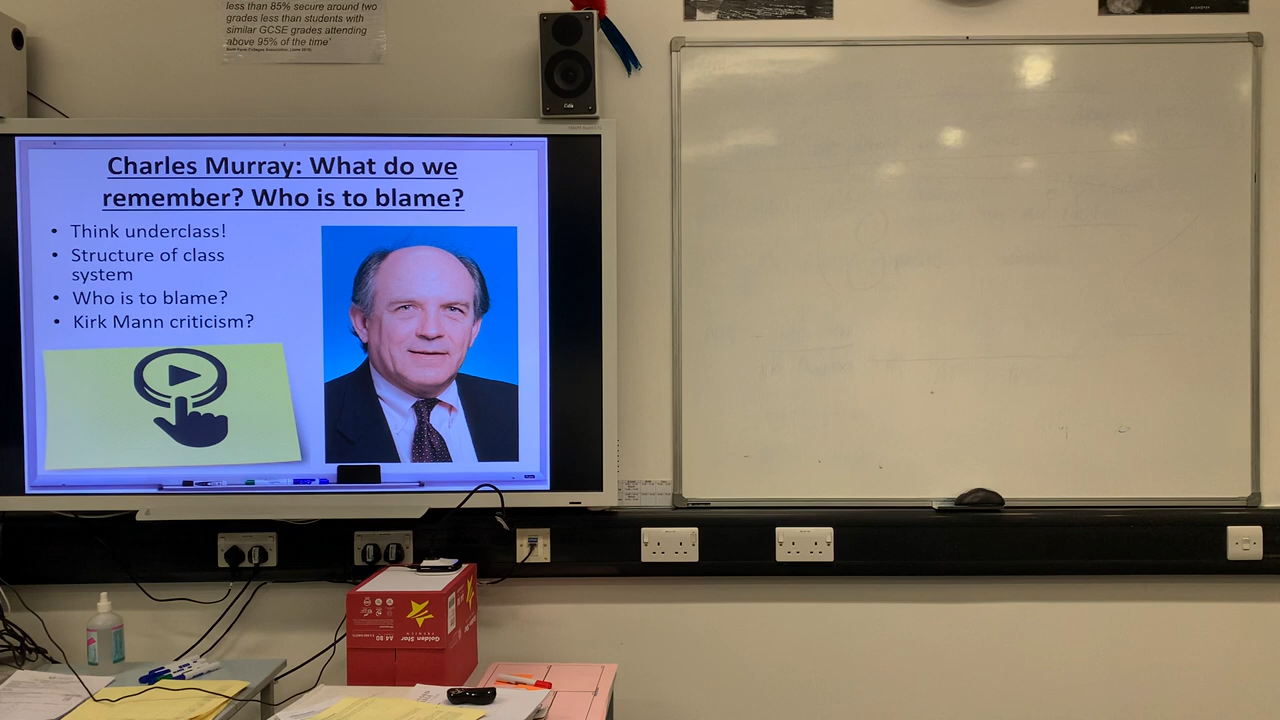 less than 85% secure around two
grades less than students with
similar GCSE grades attending
above 95% of the time'
Charles Murray: What do we
remember? Who is to blame?
• Think underclass!
• Structure of class
system
• Who is to blame?
• Kirk Mann criticism?
Golden Star
PREMIUM
A4 80